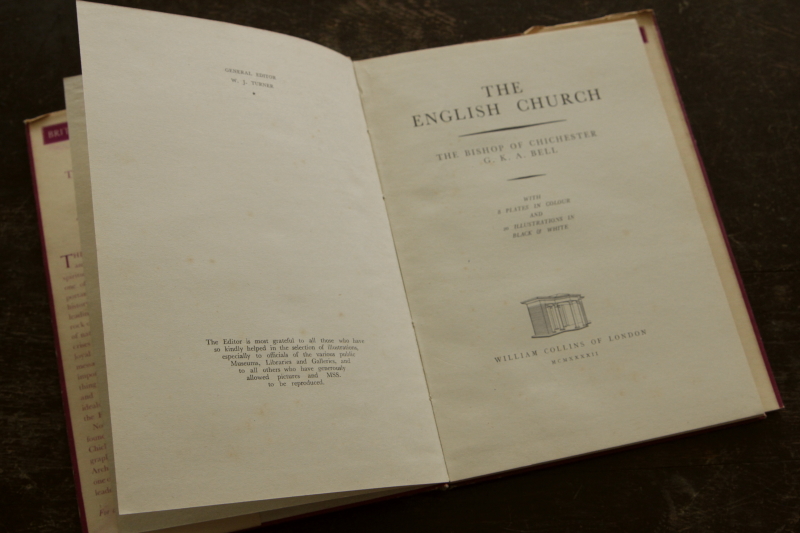 GENERAL EDITOR
W. J. TURNER
*
The Editor is most grateful to all those who have
so kindly helped in the selection of illustrations,
especially to officials of the various public
Museums, Libraries and Galleries, and
to all others who have generously
allowed pictures and MSS.
to be reproduced.
THE
ENGLISH CHURCH
THE BISHOP OF CHICHESTER
G. K. A. BELL
WITH
8 PLATES IN COLOUR
AND
ILLUSTRATIONS IN
BLACK & WHITE
WILLIAM COLLINS OF LONDON
MCMXXXXII